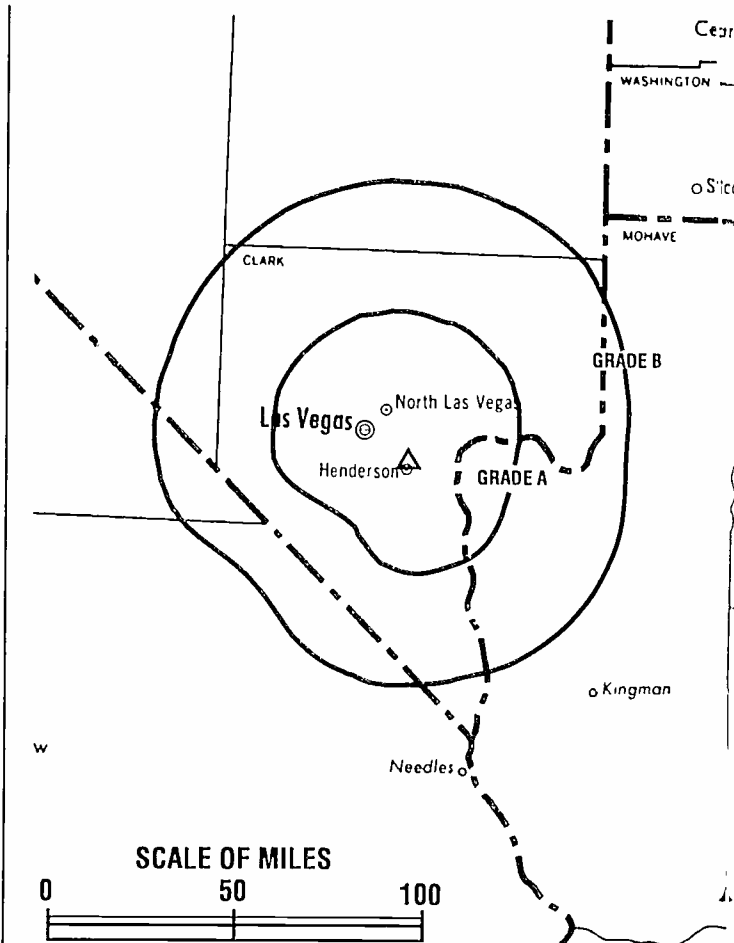 WASHINGTON
MOHAVE
CLARK
GRADE B
North Las Vegas
Las Vegas
Henderson
GRADE A
Kingman
W
Needles
SCALE OF MILES
0 50 100